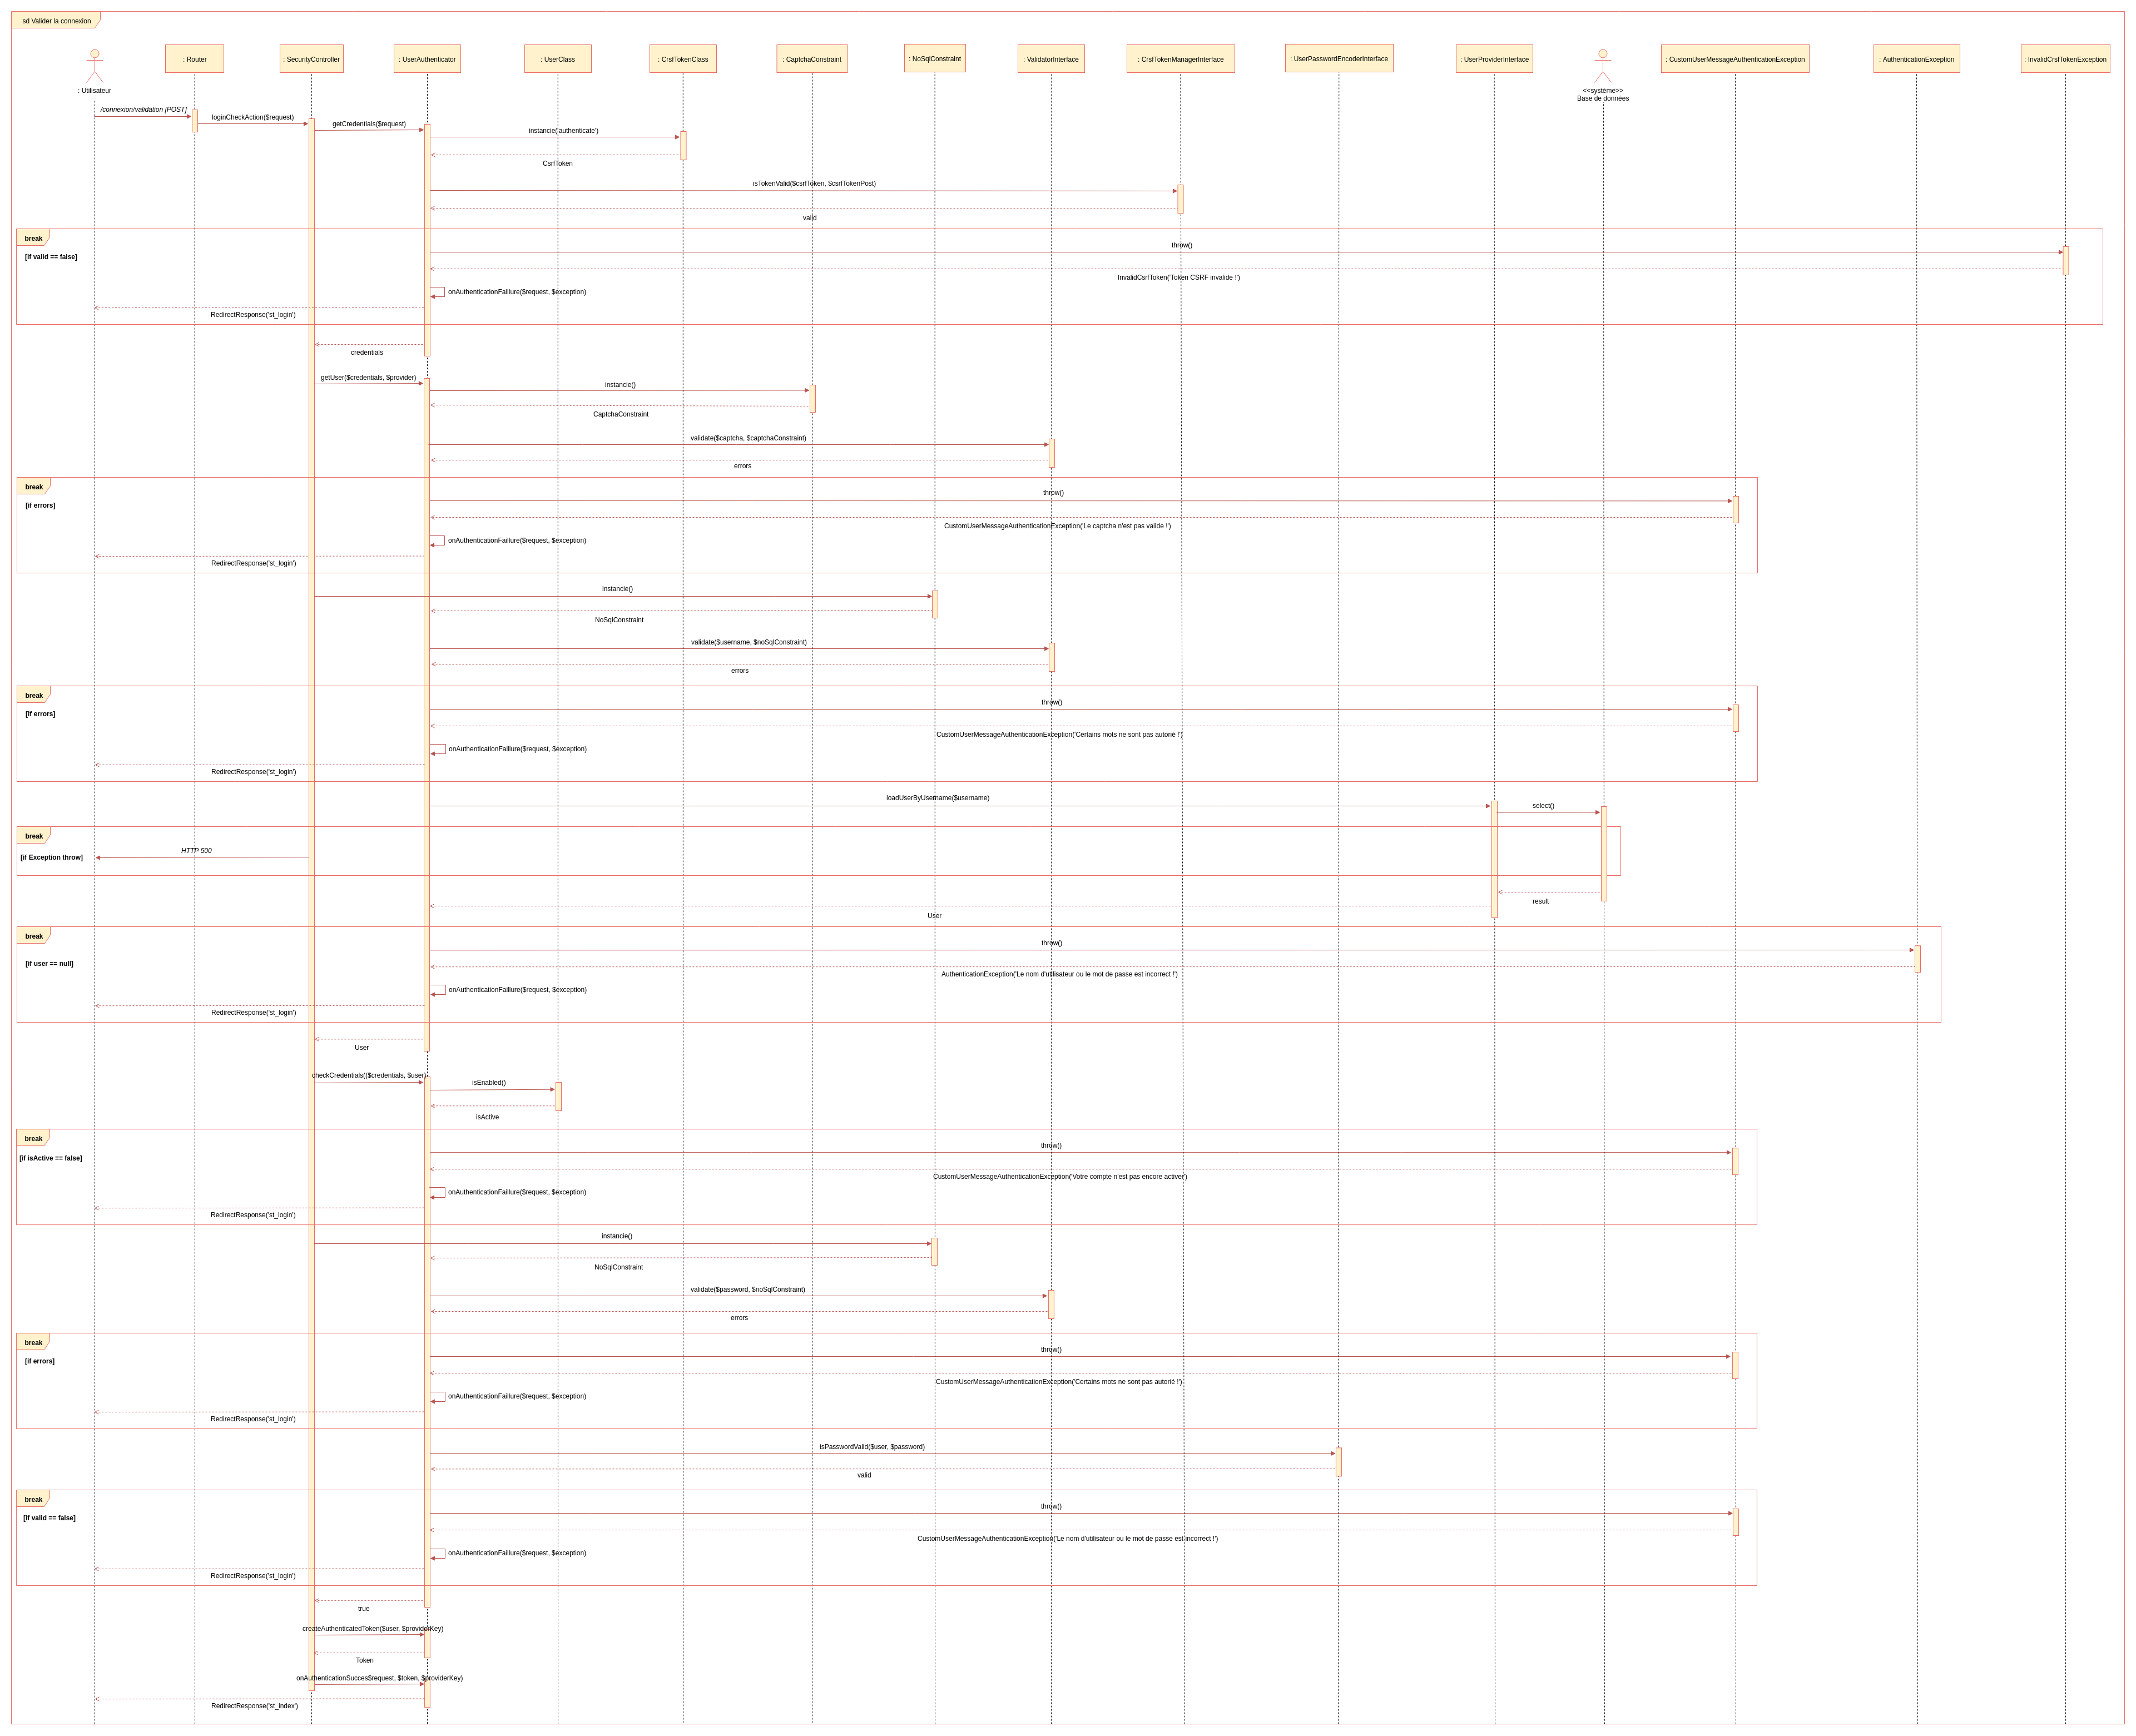 sd Valider la connexion
: Utilisateur
: Router
: SecurityController
: UserAuthenticator
: UserClass
: CrsfTokenClass
: CaptchaConstraint
: NoSqlConstraint
: ValidatorInterface
: CrsfTokenManagerInterface
: UserPasswordEncoderInterface
: UserProviderInterface
<<système>>
Base de données
: CustomUserMessageAuthenticationException
: AuthenticationException
: InvalidCrsfTokenException
/connexion/validation [POST]
loginCheckAction($request)
getCredentials($request)
instancie('authenticate')
CsrfToken
isTokenValid($csrfToken, $csrfTokenPost)
valid
break
[if valid == false]
throw()
InvalidCsrfToken('Token CSRF invalide !')
onAuthenticationFaillure($request, $exception)
RedirectResponse('st_login')
credentials
getUser($credentials, $provider)
instancie()
CaptchaConstraint
validate($captcha, $captchaConstraint)
errors
break
[if errors]
throw()
CustomUserMessageAuthenticationException('Le captcha n'est pas valide !')
onAuthenticationFaillure($request, $exception)
RedirectResponse('st_login')
instancie()
NoSqlConstraint
validate($username, $noSqlConstraint)
errors
break
[if errors]
throw()
CustomUserMessageAuthenticationException('Certains mots ne sont pas autorié !')
onAuthenticationFaillure($request, $exception)
RedirectResponse('st_login')
loadUserByUsername($username)
select()
break
[if Exception throw]
HTTP 500
result
User
break
[if user == null]
throw()
AuthenticationException('Le nom d'utilisateur ou le mot de passe est incorrect !')
onAuthenticationFaillure($request, $exception)
RedirectResponse('st_login')
User
checkCredentials(($credentials, $user)
isEnabled()
isActive
break
[if isActive == false]
throw()
CustomUserMessageAuthenticationException('Votre compte n'est pas encore activer')
onAuthenticationFaillure($request, $exception)
RedirectResponse('st_login')
instancie()
NoSqlConstraint
validate($password, $noSqlConstraint)
errors
break
[if errors]
throw()
CustomUserMessageAuthenticationException('Certains mots ne sont pas autorié !')
onAuthenticationFaillure($request, $exception)
RedirectResponse('st_login')
isPasswordValid($user, $password)
valid
break
[if valid == false]
throw()
CustomUserMessageAuthenticationException('Le nom d'utilisateur ou le mot de passe est incorrect !')
onAuthenticationFaillure($request, $exception)
RedirectResponse('st_login')
true
createAuthenticatedToken($user, $providerKey)
Token
onAuthenticationSucces$request, $token, $providerKey)
RedirectResponse('st_index')